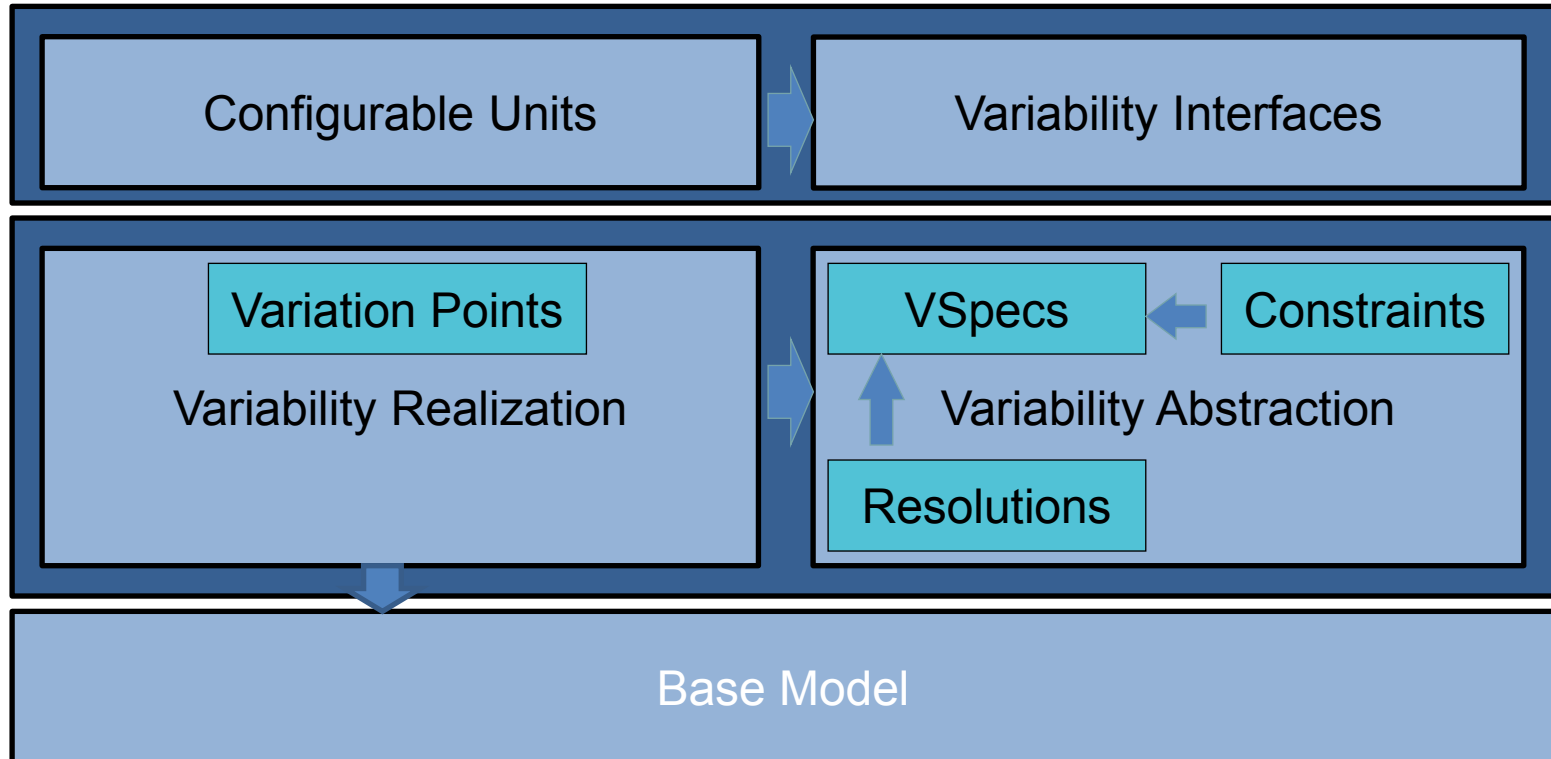 Configurable Units
Variability Interfaces
Variation Points
Variability Realization
VSpecs
Constraints
Variability Abstraction
Resolutions
Base Model